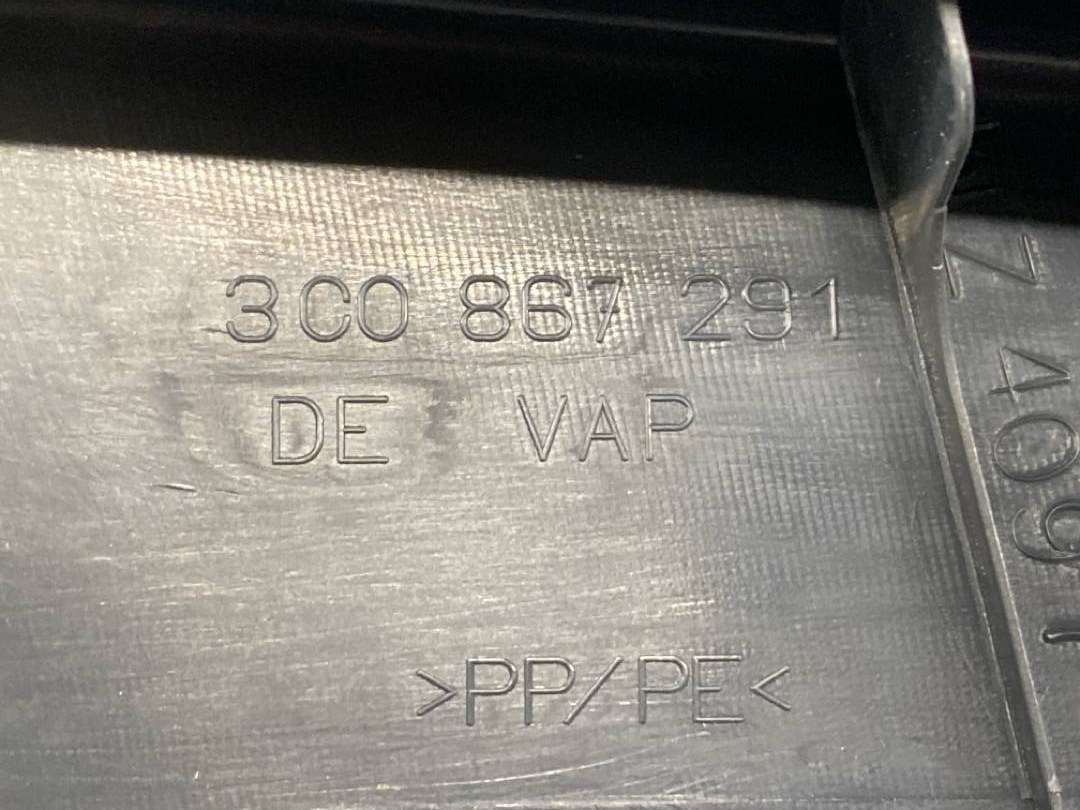 3C0 867 291
DE VAP
>PP/PE<